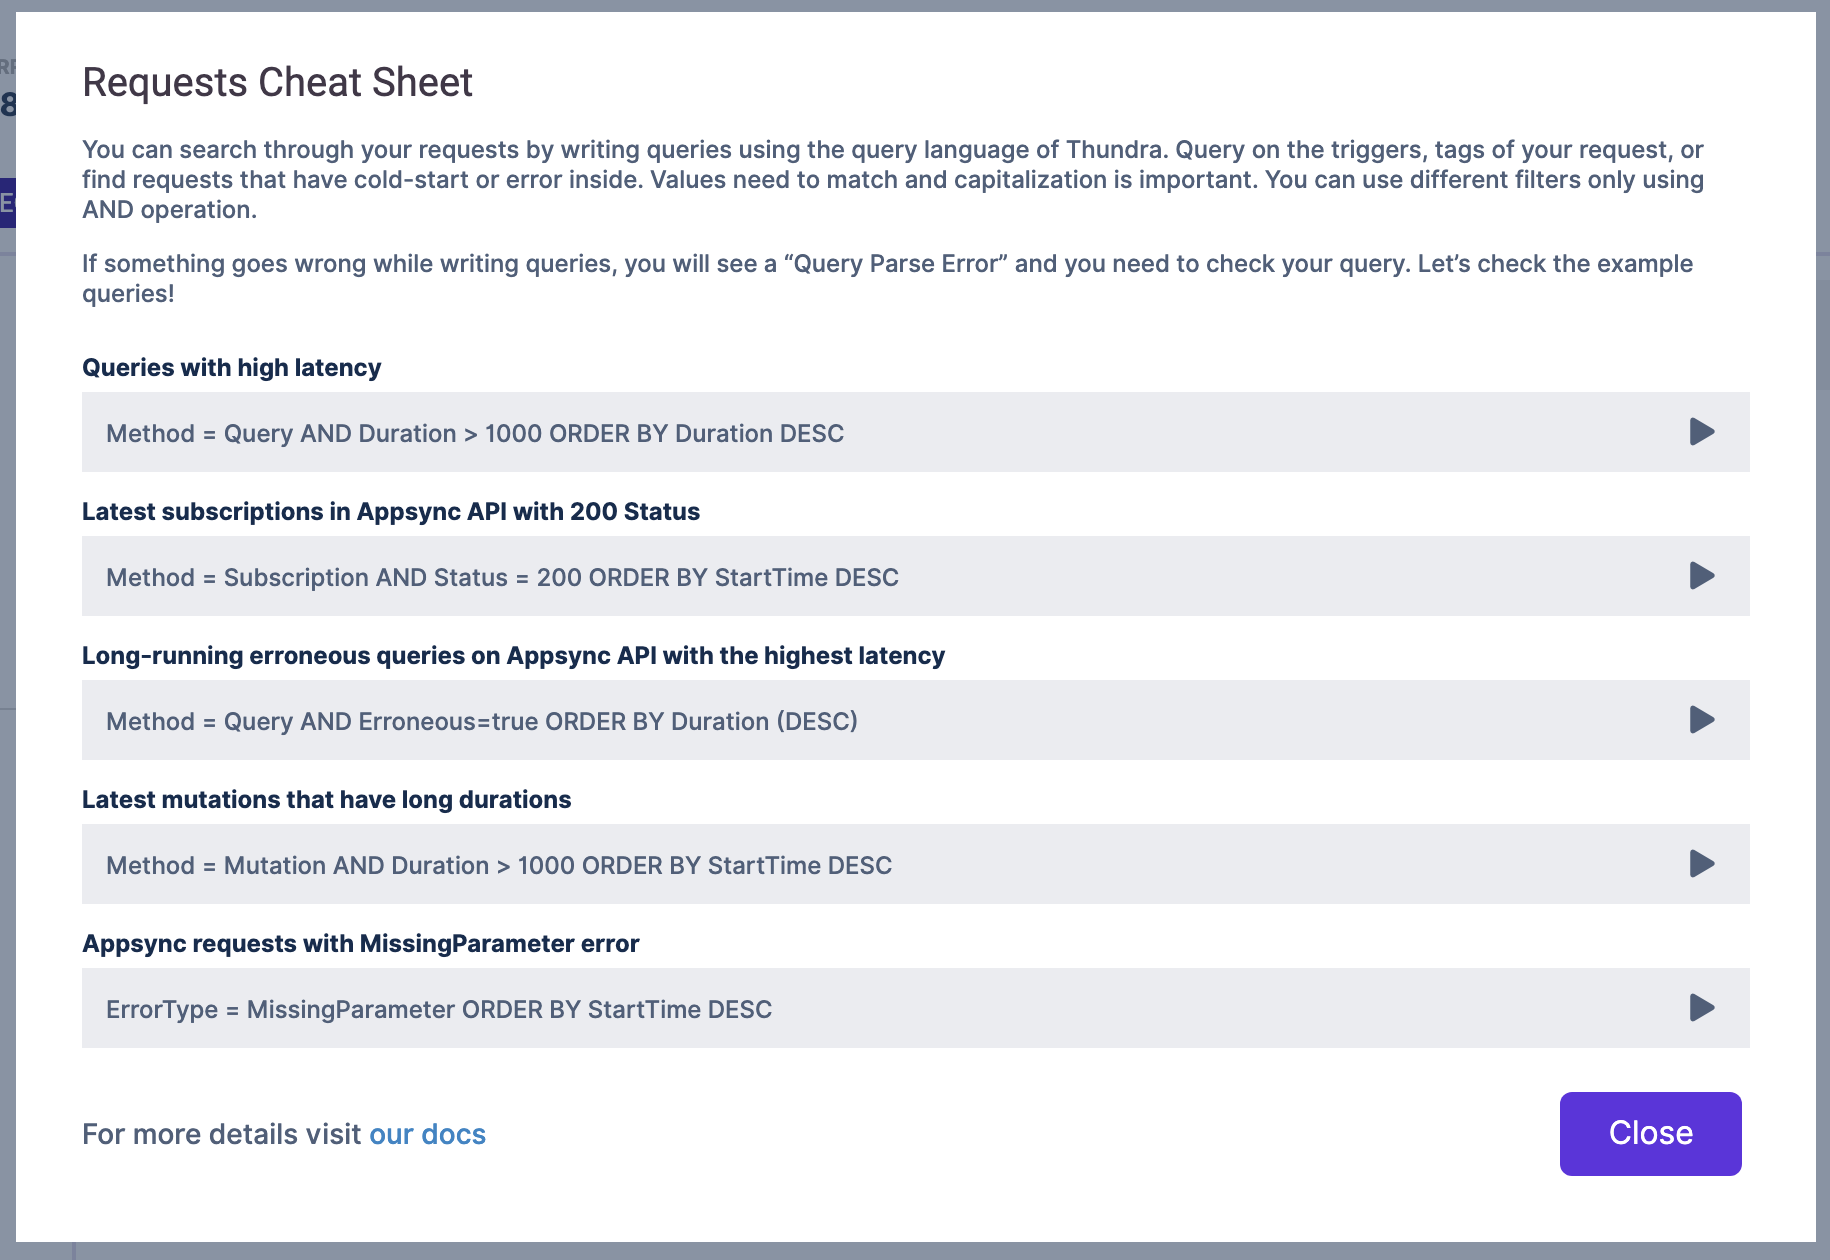 Requests Cheat Sheet
You can search through your requests by writing queries using the query language of Thundra. Query on the triggers, tags of your request, or
find requests that have cold-start or error inside. Values need to match and capitalization is important. You can use different filters only using
AND operation.
If something goes wrong while writing queries, you will see a “Query Parse Error” and you need to check your query. Let’s check the example
queries!
Queries with high latency
Method = Query AND Duration > 1000 ORDER BY Duration DESC
Latest subscriptions in Appsync API with 200 Status
Method = Subscription AND Status = 200 ORDER BY StartTime DESC
Long-running erroneous queries on Appsync API with the highest latency
Method = Query AND Erroneous=true ORDER BY Duration (DESC)
Latest mutations that have long durations
Method = Mutation AND Duration > 1000 ORDER BY StartTime DESC
Appsync requests with MissingParameter error
ErrorType = MissingParameter ORDER BY StartTime DESC
For more details visit our docs
Close